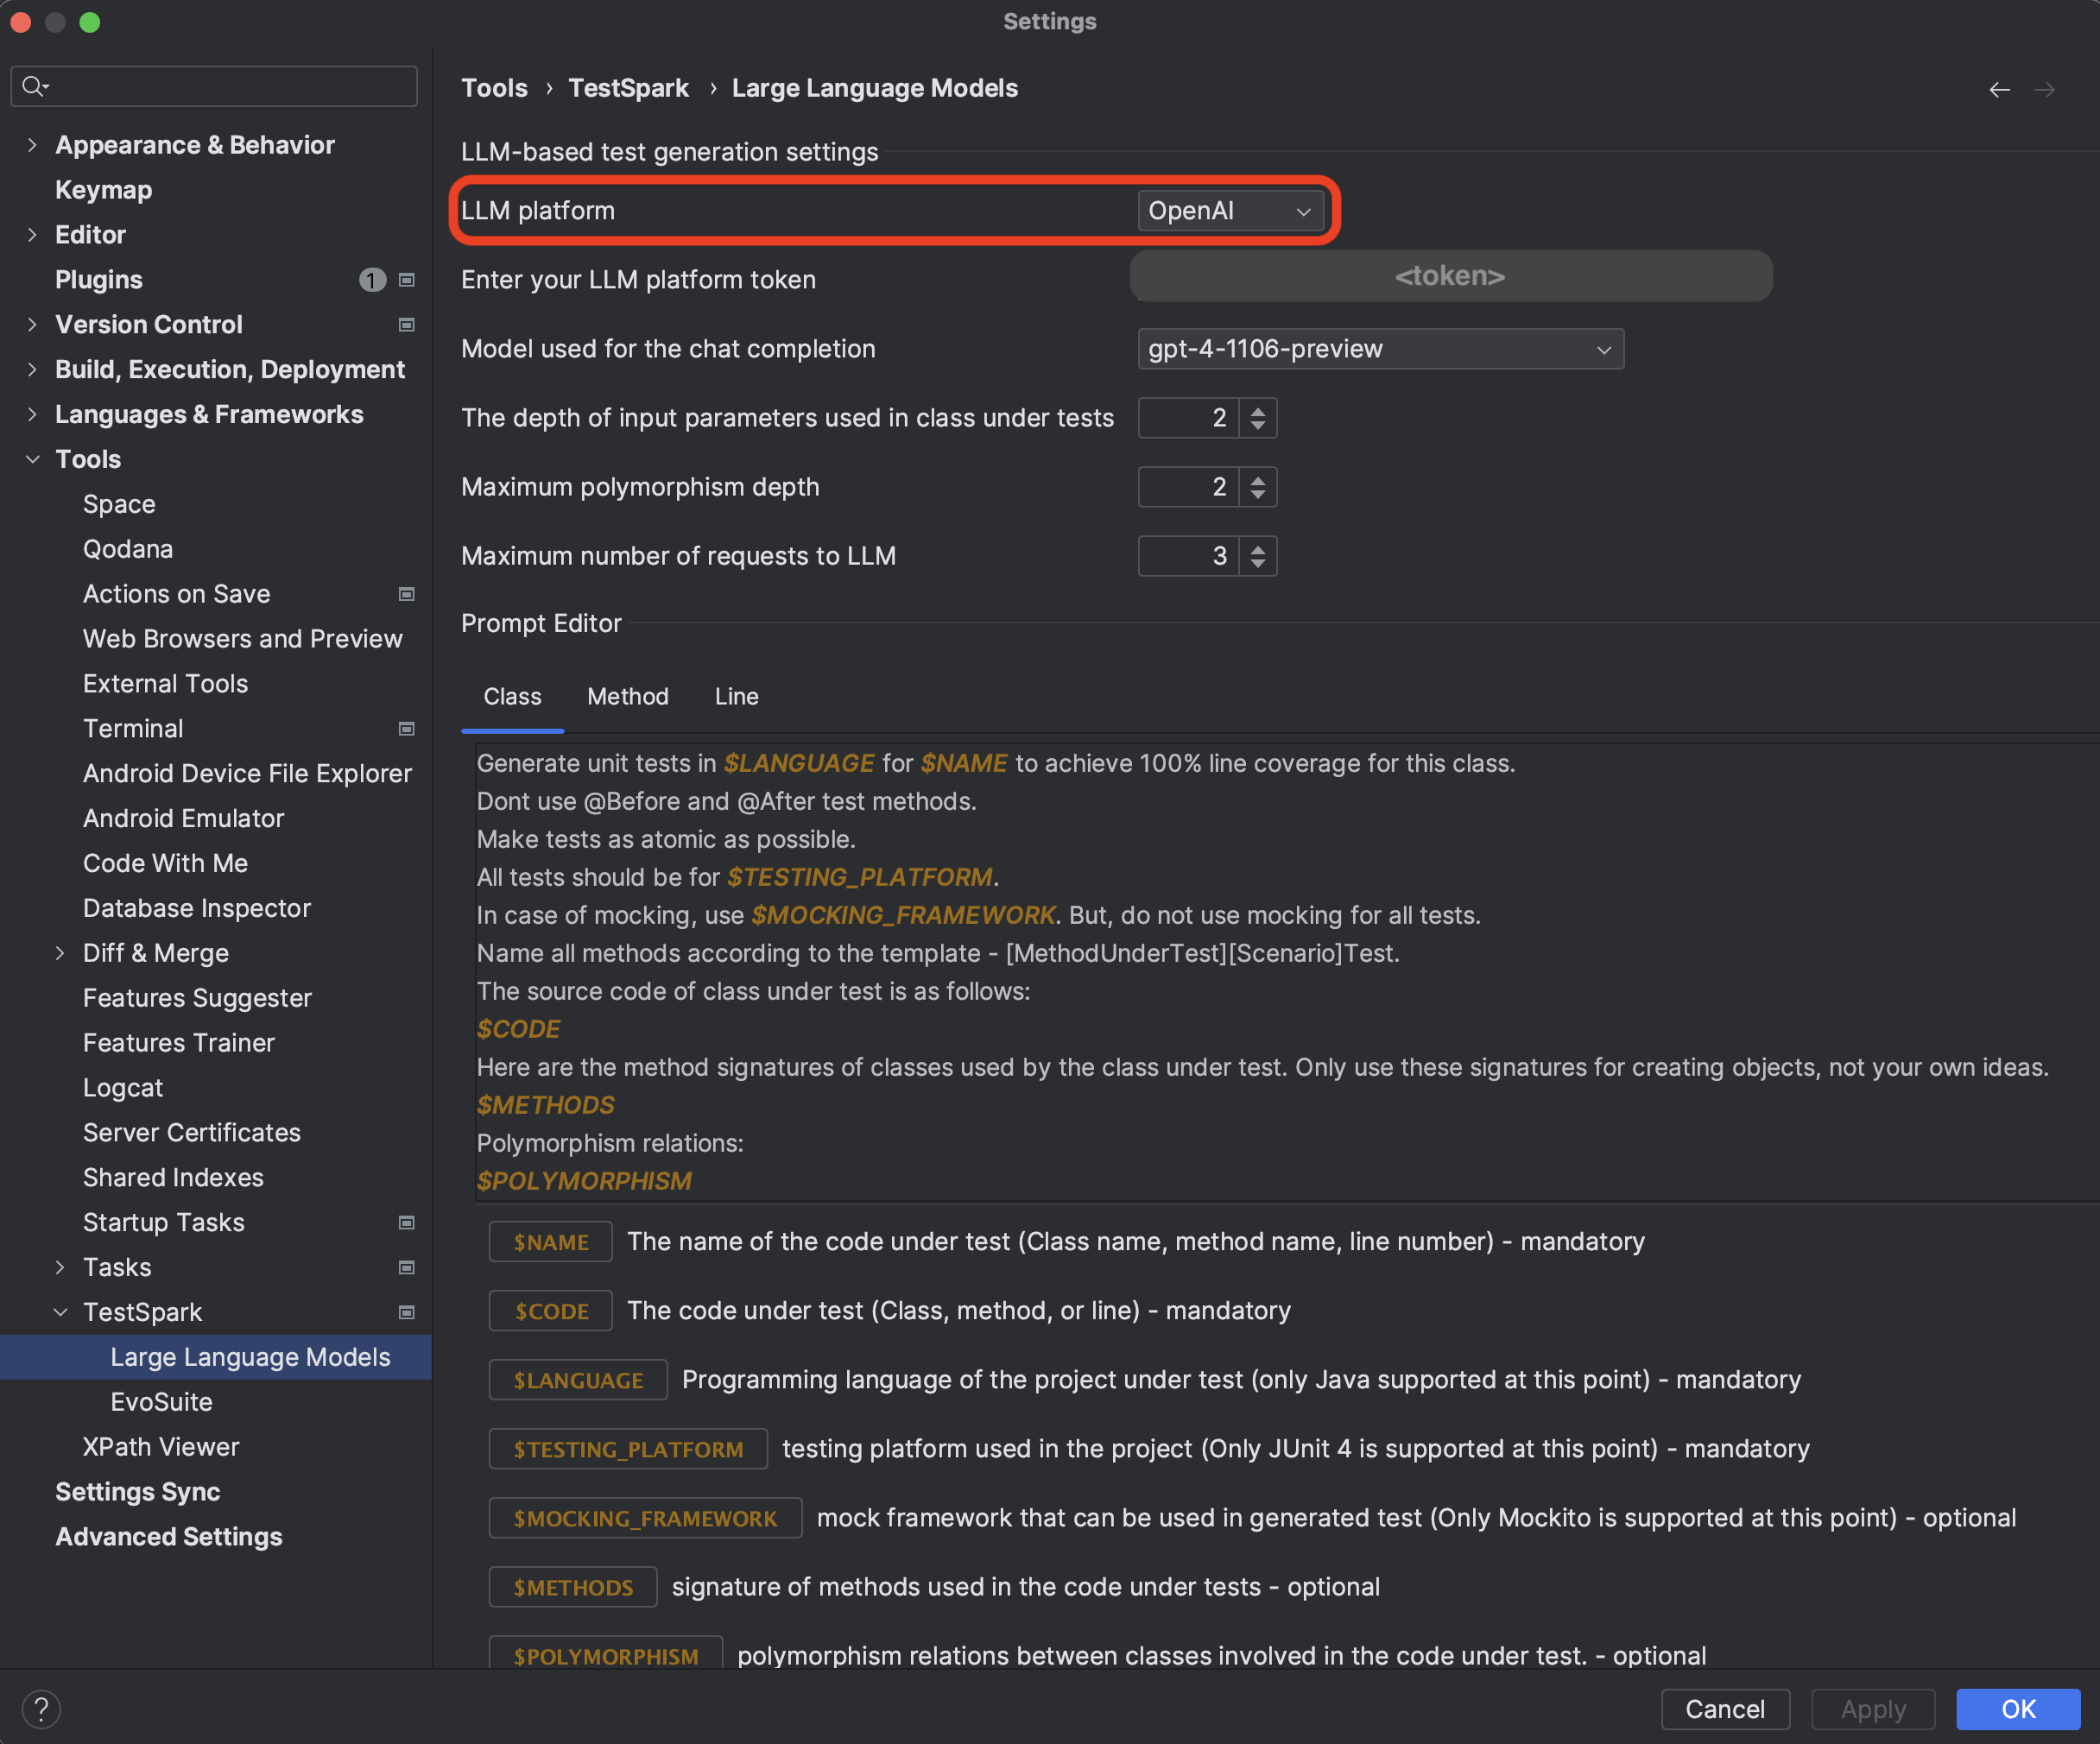 Settings
Appearance & Behavior
Keymap
Editor
Plugins 1
Version Control
Build, Execution, Deployment
Languages & Frameworks
Tools
Space
Qodana
Actions on Save
Web Browsers and Preview
External Tools
Terminal
Android Device File Explorer
Android Emulator
Code With Me
Database Inspector
Diff & Merge
Features Suggester
Features Trainer
Logcat
Server Certificates
Shared Indexes
Startup Tasks
Tasks
TestSpark
Large Language Models
EvoSuite
XPath Viewer
Settings Sync
Advanced Settings
Tools › TestSpark › Large Language Models
LLM-based test generation settings
LLM platform OpenAI
Enter your LLM platform token <token>
Model used for the chat completion gpt-4-1106-preview
The depth of input parameters used in class under tests 2
Maximum polymorphism depth 2
Maximum number of requests to LLM 3
Prompt Editor
Class Method Line
Generate unit tests in $LANGUAGE for $NAME to achieve 100% line coverage for this class.
Dont use @Before and @After test methods.
Make tests as atomic as possible.
All tests should be for $TESTING_PLATFORM.
In case of mocking, use $MOCKING_FRAMEWORK. But, do not use mocking for all tests.
Name all methods according to the template - [MethodUnderTest][Scenario]Test.
The source code of class under test is as follows:
$CODE
Here are the method signatures of classes used by the class under test. Only use these signatures for creating objects, not your own ideas.
$METHODS
Polymorphism relations:
$POLYMORPHISM
$NAME The name of the code under test (Class name, method name, line number) - mandatory
$CODE The code under test (Class, method, or line) - mandatory
$LANGUAGE Programming language of the project under test (only Java supported at this point) - mandatory
$TESTING_PLATFORM testing platform used in the project (Only JUnit 4 is supported at this point) - mandatory
$MOCKING_FRAMEWORK mock framework that can be used in generated test (Only Mockito is supported at this point) - optional
$METHODS signature of methods used in the code under tests - optional
$POLYMORPHISM polymorphism relations between classes involved in the code under test. - optional
? Cancel Apply OK